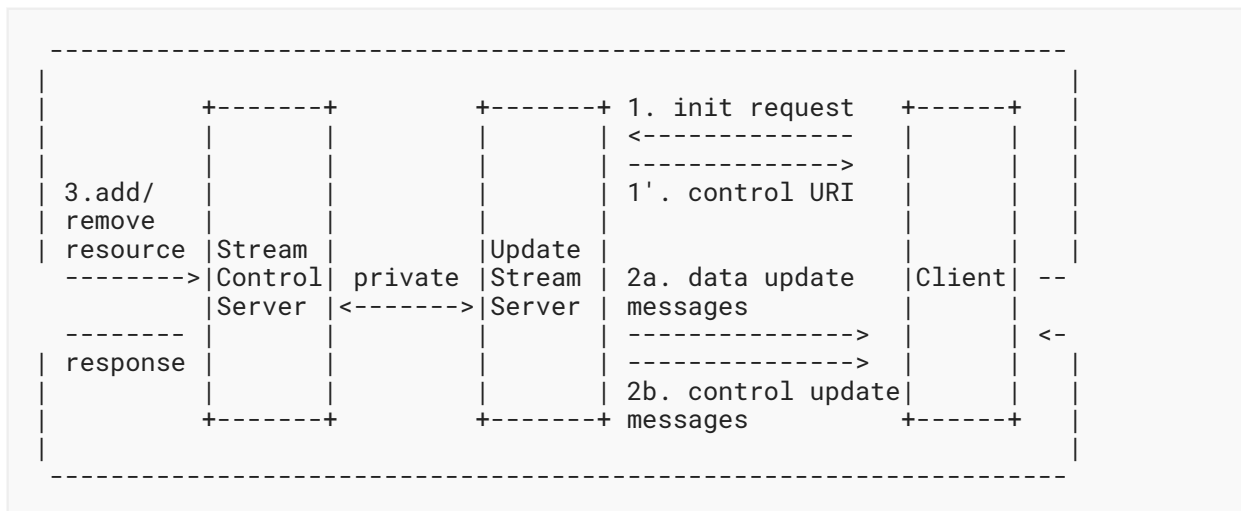 1. init request
3.add/
1'. control URI
remove
resource Stream Update
Control private Stream 2a. data update Client
Server Server messages
response
2b. control update
messages